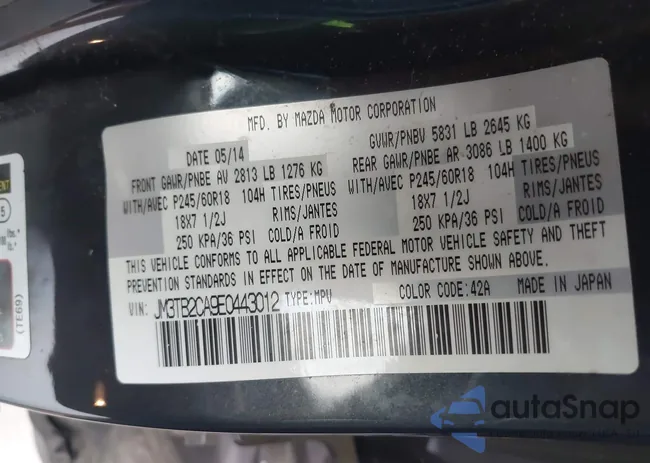 MFD. BY MAZDA MOTOR CORPORATION
DATE 05/14
GVWR/PNBV 5831 LB 2645 KG
FRONT GAWR/PNBE AV 2813 LB 1276 KG
REAR GAWR/PNBE AR 3086 LB 1400 KG
WITH/AVEC P245/60R18 104H TIRES/PNEUS
WITH/AVEC P245/60R18 104H TIRES/PNEUS
18X7 1/2J RIMS/JANTES
18X7 1/2J RIMS/JANTES
250 KPA/36 PSI COLD/A FROID
250 KPA/36 PSI COLD/A FROID
THIS VEHICLE CONFORMS TO ALL APPLICABLE FEDERAL MOTOR VEHICLE SAFETY AND THEFT
PREVENTION STANDARDS IN EFFECT ON THE DATE OF MANUFACTURE SHOWN ABOVE.
VIN: JM3TB2CA9E0443012 TYPE:MPV COLOR CODE:42A MADE IN JAPAN
(TE69)
autoSnap